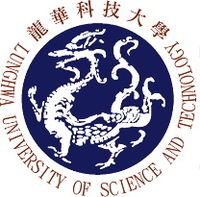 龍華科技大學
LUNGHWA UNIVERSITY OF SCIENCE AND TECHNOLOGY